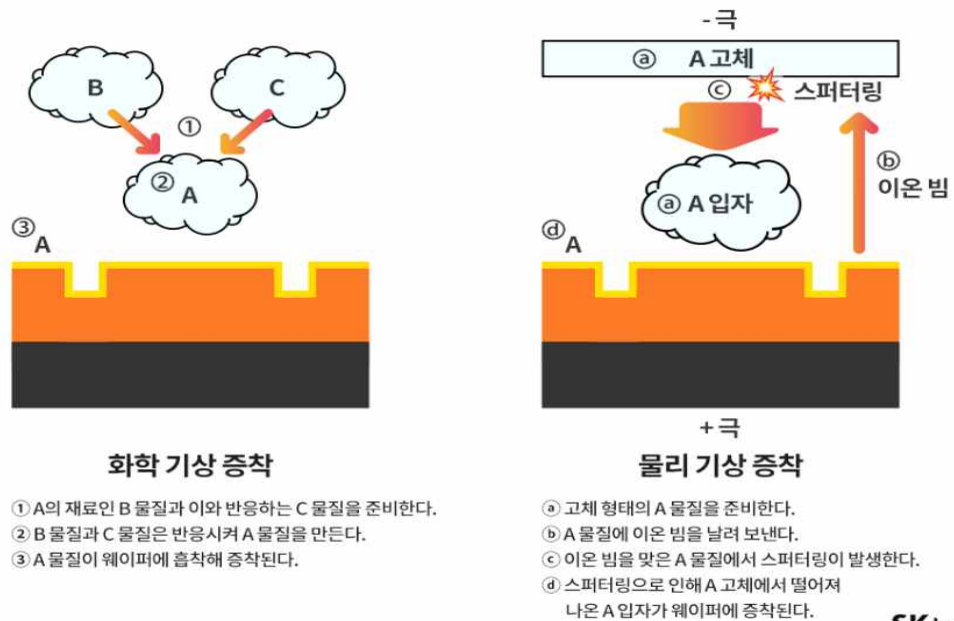 B
C
①
② A
③ A
화학 기상 증착
① A의 재료인 B 물질과 이와 반응하는 C 물질을 준비한다.
② B 물질과 C 물질은 반응시켜 A 물질을 만든다.
③ A 물질이 웨이퍼에 흡착해 증착된다.
- 극
ⓐ A 고체
ⓒ 스퍼터링
ⓑ
이온 빔
ⓐ A 입자
ⓓ A
+ 극
물리 기상 증착
ⓐ 고체 형태의 A 물질을 준비한다.
ⓑ A 물질에 이온 빔을 날려 보낸다.
ⓒ 이온 빔을 맞은 A 물질에서 스퍼터링이 발생한다.
ⓓ 스퍼터링으로 인해 A 고체에서 떨어져
나온 A 입자가 웨이퍼에 증착된다.